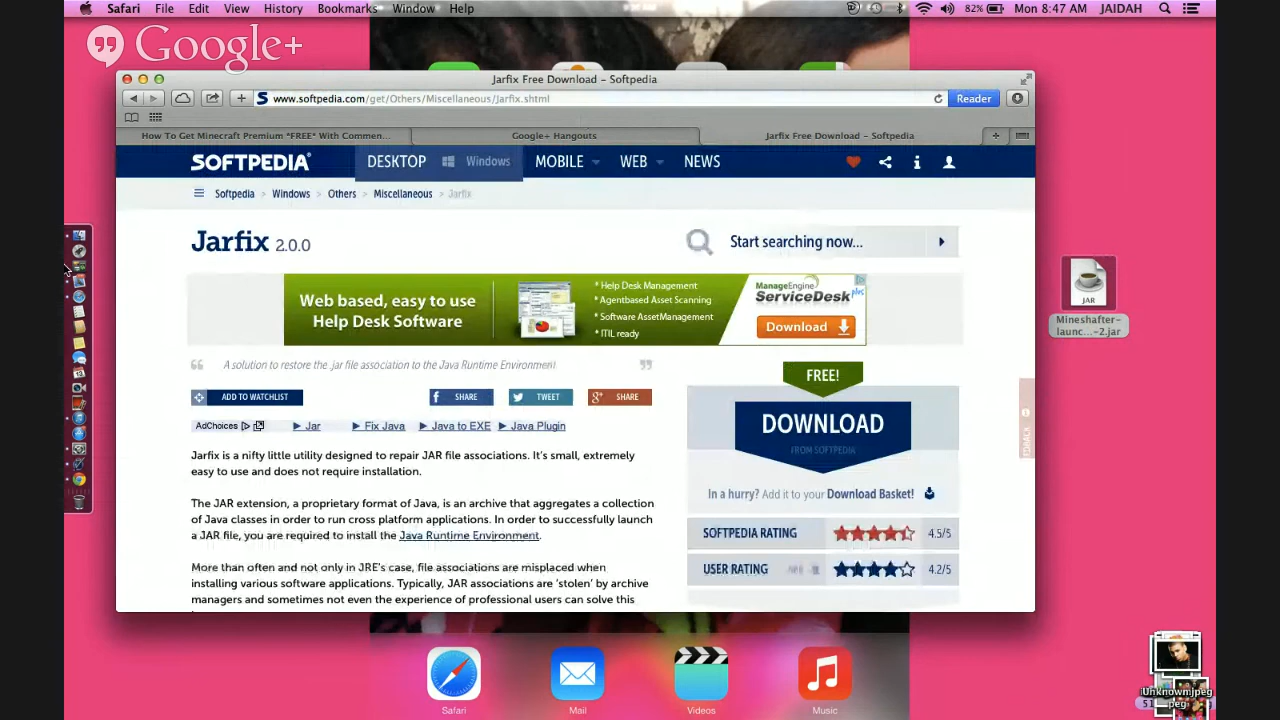 Safari File Edit View History Bookmarks Window Help 82% Mon 8:47 AM JAIDAH
Google+
Jarfix Free Download – Softpedia
www.softpedia.com/get/Others/Miscellaneous/Jarfix.shtml Reader
How To Get Minecraft Premium *FREE* With Commen... Google+ Hangouts Jarfix Free Download – Softpedia
SOFTPEDIA® DESKTOP Windows MOBILE WEB NEWS
Softpedia > Windows > Others > Miscellaneous > Jarfix
Jarfix 2.0.0
Start searching now...
Web based, easy to use
Help Desk Software
* Help Desk Management
* Agentbased Asset Scanning
* Software AssetManagement
* ITIL ready
ManageEngine
ServiceDesk plus
Download
A solution to restore the .jar file association to the Java Runtime Environment
FREE!
ADD TO WATCHLIST SHARE TWEET SHARE
DOWNLOAD
FROM SOFTPEDIA
AdChoices Jar Fix Java Java to EXE Java Plugin
Jarfix is a nifty little utility designed to repair JAR file associations. It's small, extremely
easy to use and does not require installation.
In a hurry? Add it to your Download Basket!
The JAR extension, a proprietary format of Java, is an archive that aggregates a collection
of Java classes in order to run cross platform applications. In order to successfully launch
a JAR file, you are required to install the Java Runtime Environment.
SOFTPEDIA RATING 4.5/5
USER RATING 4.2/5
More than often and not only in JRE's case, file associations are misplaced when
installing various software applications. Typically, JAR associations are 'stolen' by archive
managers and sometimes not even the experience of professional users can solve this
JAR
Mineshafter-
launc...-2.jar
Safari Mail Videos Music